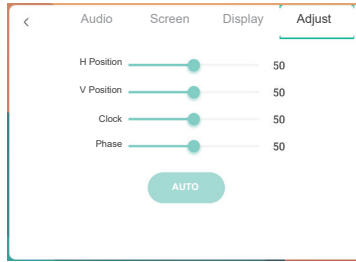 < Audio Screen Display Adjust
H Position 50
V Position 50
Clock 50
Phase 50
AUTO